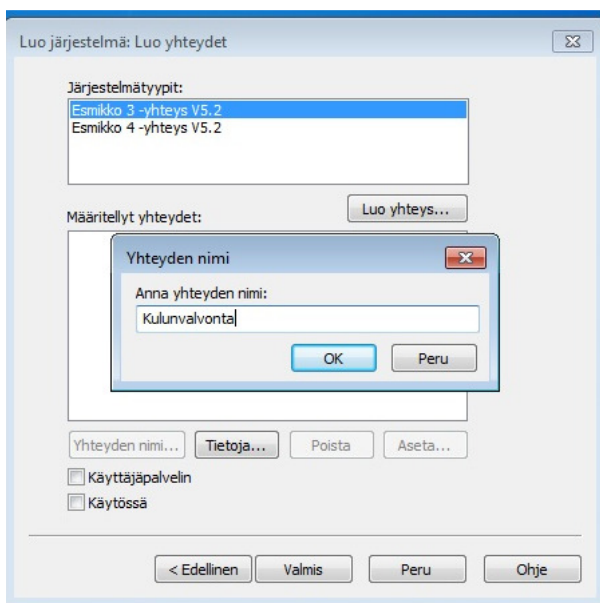 Luo järjestelmä: Luo yhteydet
Järjestelmätyypit:
Esmikko 3 -yhteys V5.2
Esmikko 4 -yhteys V5.2
Luo yhteys...
Määritellyt yhteydet:
Yhteyden nimi
Anna yhteyden nimi:
Kulunvalvonta
OK Peru
Yhteyden nimi... Tietoja... Poista Aseta...
Käyttäjäpalvelin
Käytössä
< Edellinen Valmis Peru Ohje